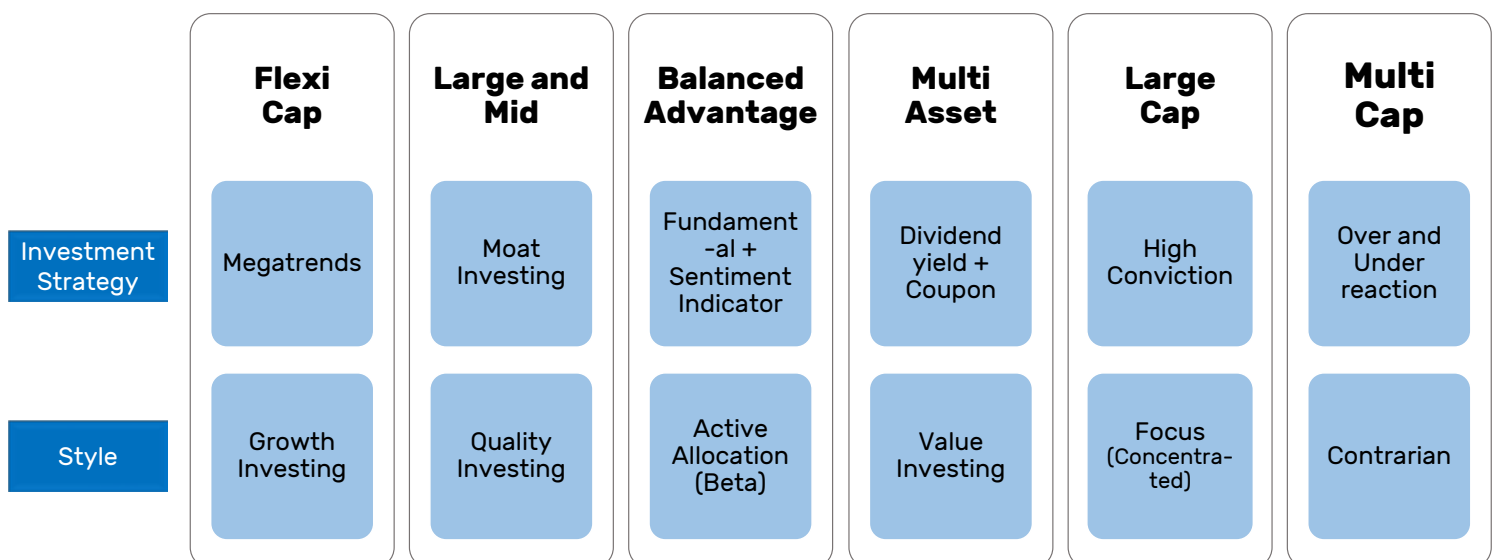 Flexi
Cap
Large and
Mid
Balanced
Advantage
Multi
Asset
Large
Cap
Multi
Cap
Investment
Strategy
Megatrends
Moat
Investing
Fundament
-al +
Sentiment
Indicator
Dividend
yield +
Coupon
High
Conviction
Over and
Under
reaction
Style
Growth
Investing
Quality
Investing
Active
Allocation
(Beta)
Value
Investing
Focus
(Concentra-
ted)
Contrarian